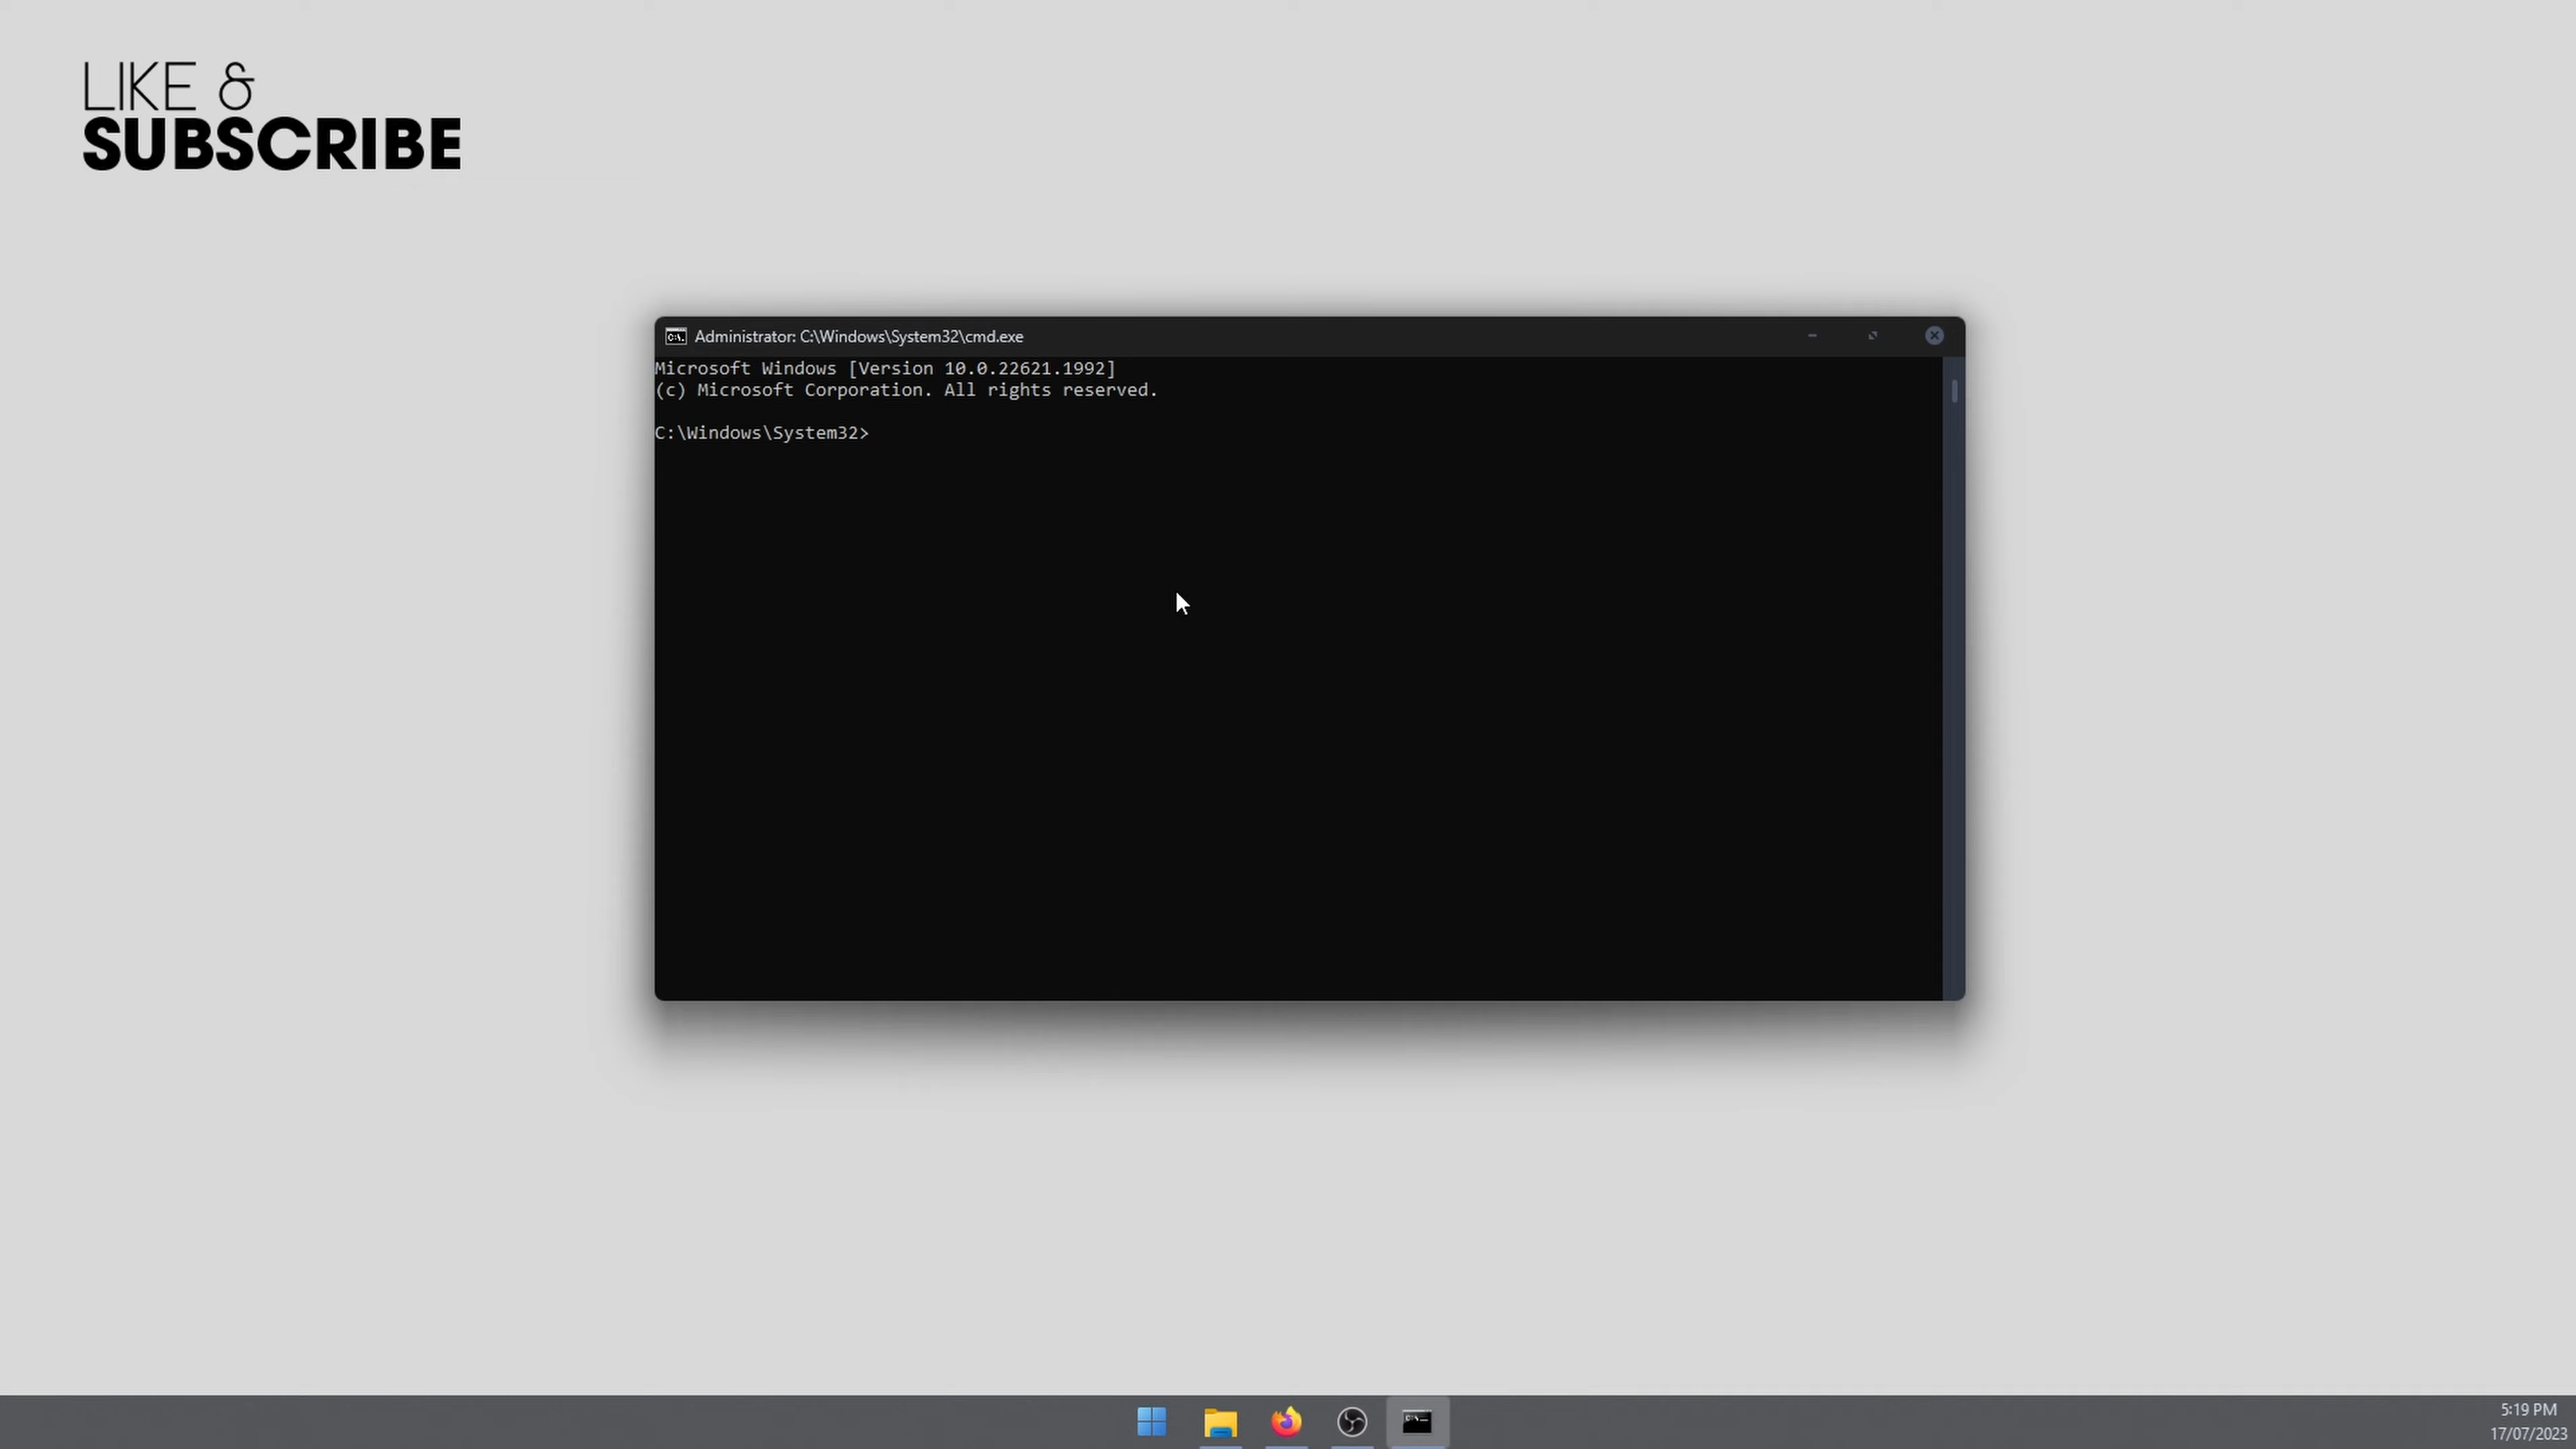 LIKE &
SUBSCRIBE
Administrator: C:\Windows\System32\cmd.exe
Microsoft Windows [Version 10.0.22621.1992]
(c) Microsoft Corporation. All rights reserved.
C:\Windows\System32>
5:19 PM
17/07/2023